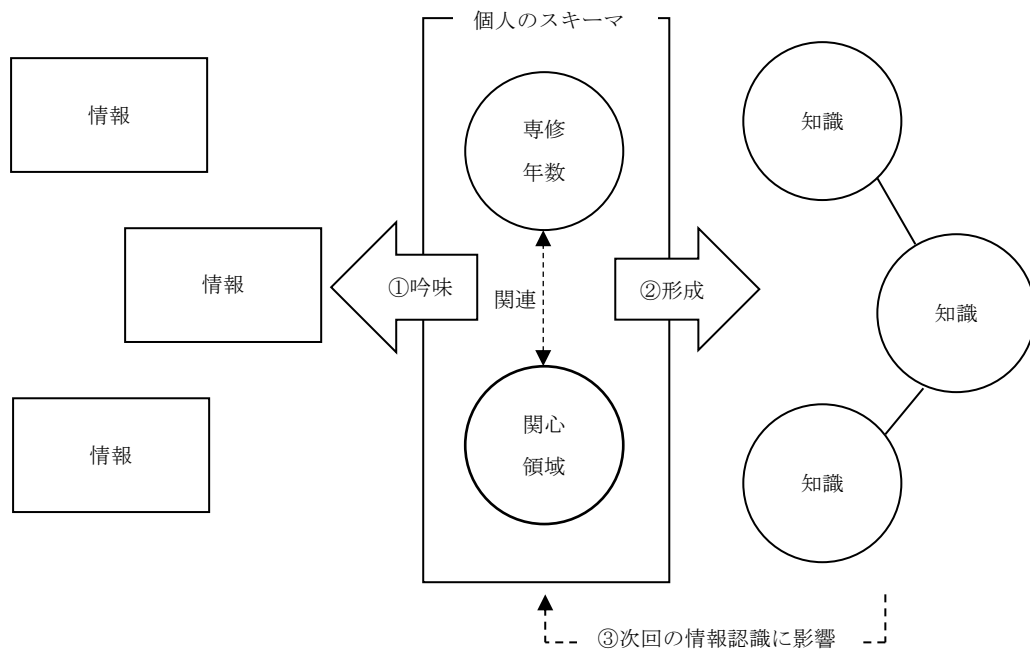 個人のスキーマ
情報
情報
情報
専修
年数
①吟味
関連
②形成
関心
領域
知識
知識
知識
③次回の情報認識に影響